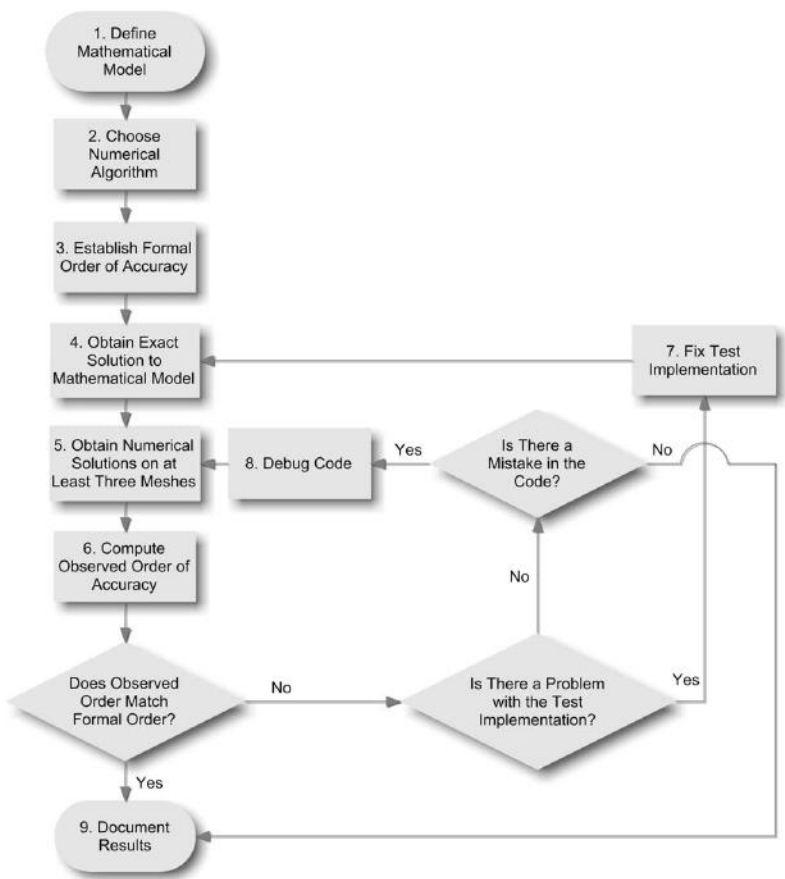 1. Define
Mathematical
Model
2. Choose
Numerical
Algorithm
3. Establish Formal
Order of Accuracy
4. Obtain Exact
Solution to
Mathematical Model
7. Fix Test
Implementation
5. Obtain Numerical
Solutions on at
Least Three Meshes
8. Debug Code
Yes
Is There a
Mistake in the
Code?
No
6. Compute
Observed Order of
Accuracy
No
Does Observed
Order Match
Formal Order?
No
Is There a Problem
with the Test
Implementation?
Yes
Yes
9. Document
Results